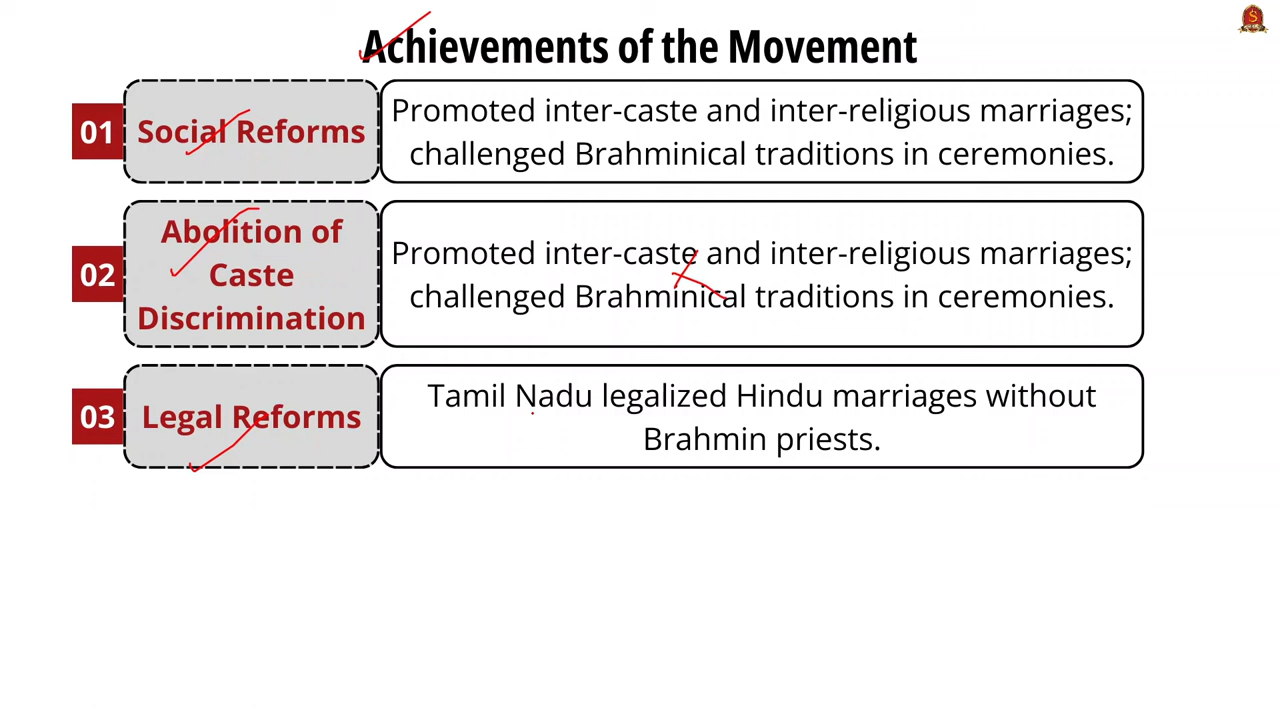 Achievements of the Movement
01
Social Reforms
Promoted inter-caste and inter-religious marriages;
challenged Brahminical traditions in ceremonies.
02
Abolition of
Caste
Discrimination
Promoted inter-caste and inter-religious marriages;
challenged Brahminical traditions in ceremonies.
03
Legal Reforms
Tamil Nadu legalized Hindu marriages without
Brahmin priests.
S